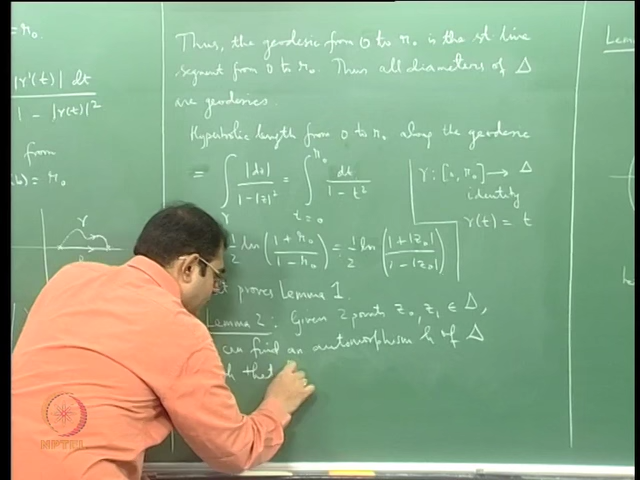 = r₀.
|γ'(t)| dt
1 - |γ(t)|²
from
(b) = r₀
γ
Thus, the geodesic from 0 to r₀ is the st. line
segment from 0 to r₀. Thus all diameters of Δ
are geodesics.
Hyperbolic length from 0 to r₀ along the geodesic
= ∫_γ |dz| / 1-|z|² = ∫_{t=0}^{r₀} dt / 1-t²
γ : [0, r₀] → Δ
identity
γ(t) = t
1/2 ln (1+r₀ / 1-r₀) = 1/2 ln (1+|z₀| / 1-|z₀|)
proves Lemma 1.
Lemma 2 : Given 2 points z₀, z₁ ∈ Δ,
can find an automorphism h of Δ
that
Lemm
NPTEL